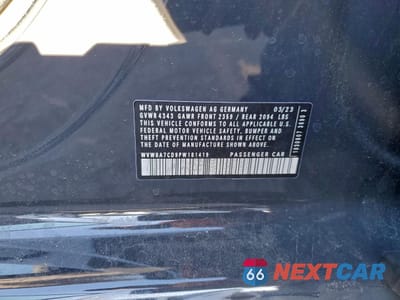 MFD BY VOLKSWAGEN AG GERMANY 03/23
GVWR 4343 GAWR FRONT 2359 / REAR 2094 LBS
THIS VEHICLE CONFORMS TO ALL APPLICABLE
FEDERAL MOTOR VEHICLE SAFETY, BUMPER AND
THEFT PREVENTION STANDARDS IN EFFECT ON
THE DATE OF MANUFACTURE SHOWN ABOVE.
WVWBA7CD9PW181419 PASSENGER CAR
66 NEXTCAR